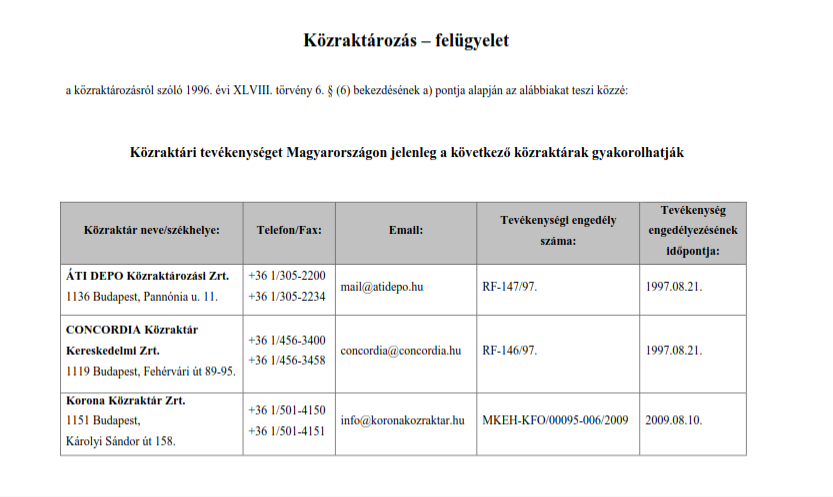 Közraktározás – felügyelet
a közraktározásról szóló 1996. évi XLVIII. törvény 6. § (6) bekezdésének a) pontja alapján az alábbiakat teszi közzé:
Közraktári tevékenységet Magyarországon jelenleg a következő közraktárak gyakorolhatják
Közraktár neve/székhelye:
Telefon/Fax:
Email:
Tevékenységi engedély
száma:
Tevékenység
engedélyezésének
időpontja:
ÁTI DEPO Közraktározási Zrt.
1136 Budapest, Pannónia u. 11.
+36 1/305-2200
+36 1/305-2234
mail@atidepo.hu
RF-147/97.
1997.08.21.
CONCORDIA Közraktár
Kereskedelmi Zrt.
1119 Budapest, Fehérvári út 89-95.
+36 1/456-3400
+36 1/456-3458
concordia@concordia.hu
RF-146/97.
1997.08.21.
Korona Közraktár Zrt.
1151 Budapest,
Károlyi Sándor út 158.
+36 1/501-4150
+36 1/501-4151
info@koronakozraktar.hu
MKEH-KFO/00095-006/2009
2009.08.10.